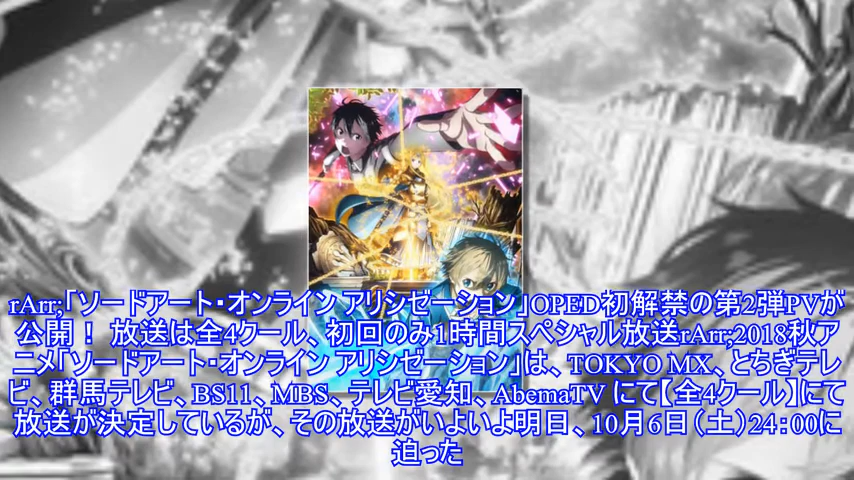 rArr;「ソードアート・オンライン アリシゼーション」OPED初解禁の第2弾PVが
公開！ 放送は全4クール、初回のみ1時間スペシャル放送rArr;2018秋ア
ニメ「ソードアート・オンライン アリシゼーション」は、TOKYO MX、とちぎテレ
ビ、群馬テレビ、BS11、MBS、テレビ愛知、AbemaTV にて【全4クール】にて
放送が決定しているが、その放送がいよいよ明日、10月6日（土）24：00に
迫った